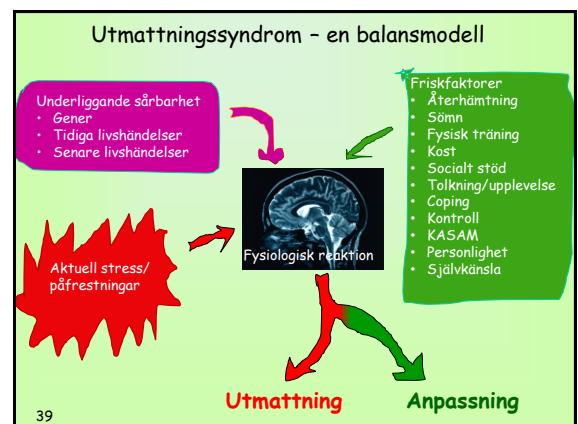 Utmattningssyndrom – en balansmodell
Underliggande sårbarhet
• Gener
• Tidiga livshändelser
• Senare livshändelser
Friskfaktorer
• Återhämtning
• Sömn
• Fysisk träning
• Kost
• Socialt stöd
• Tolkning/upplevelse
• Coping
• Kontroll
• KASAM
• Personlighet
• Självkänsla
Aktuell stress/
påfrestningar
Fysiologisk reaktion
Utmattning
Anpassning
39